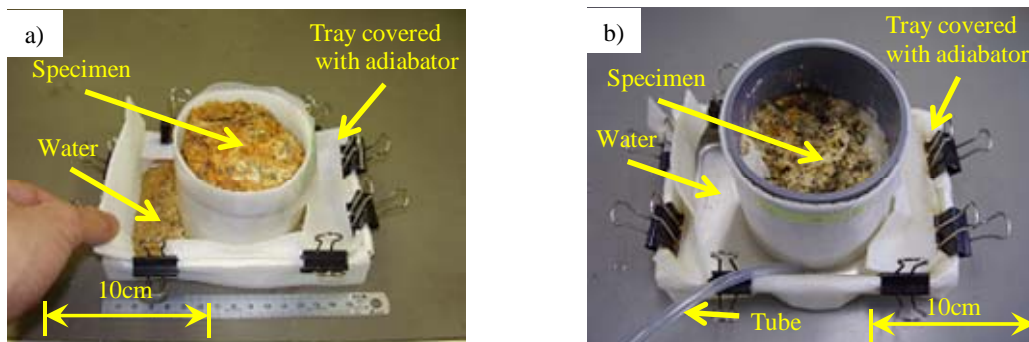 a)
Tray covered
with adiabator
Specimen
Water
10cm
b)
Tray covered
with adiabator
Specimen
Water
Tube
10cm